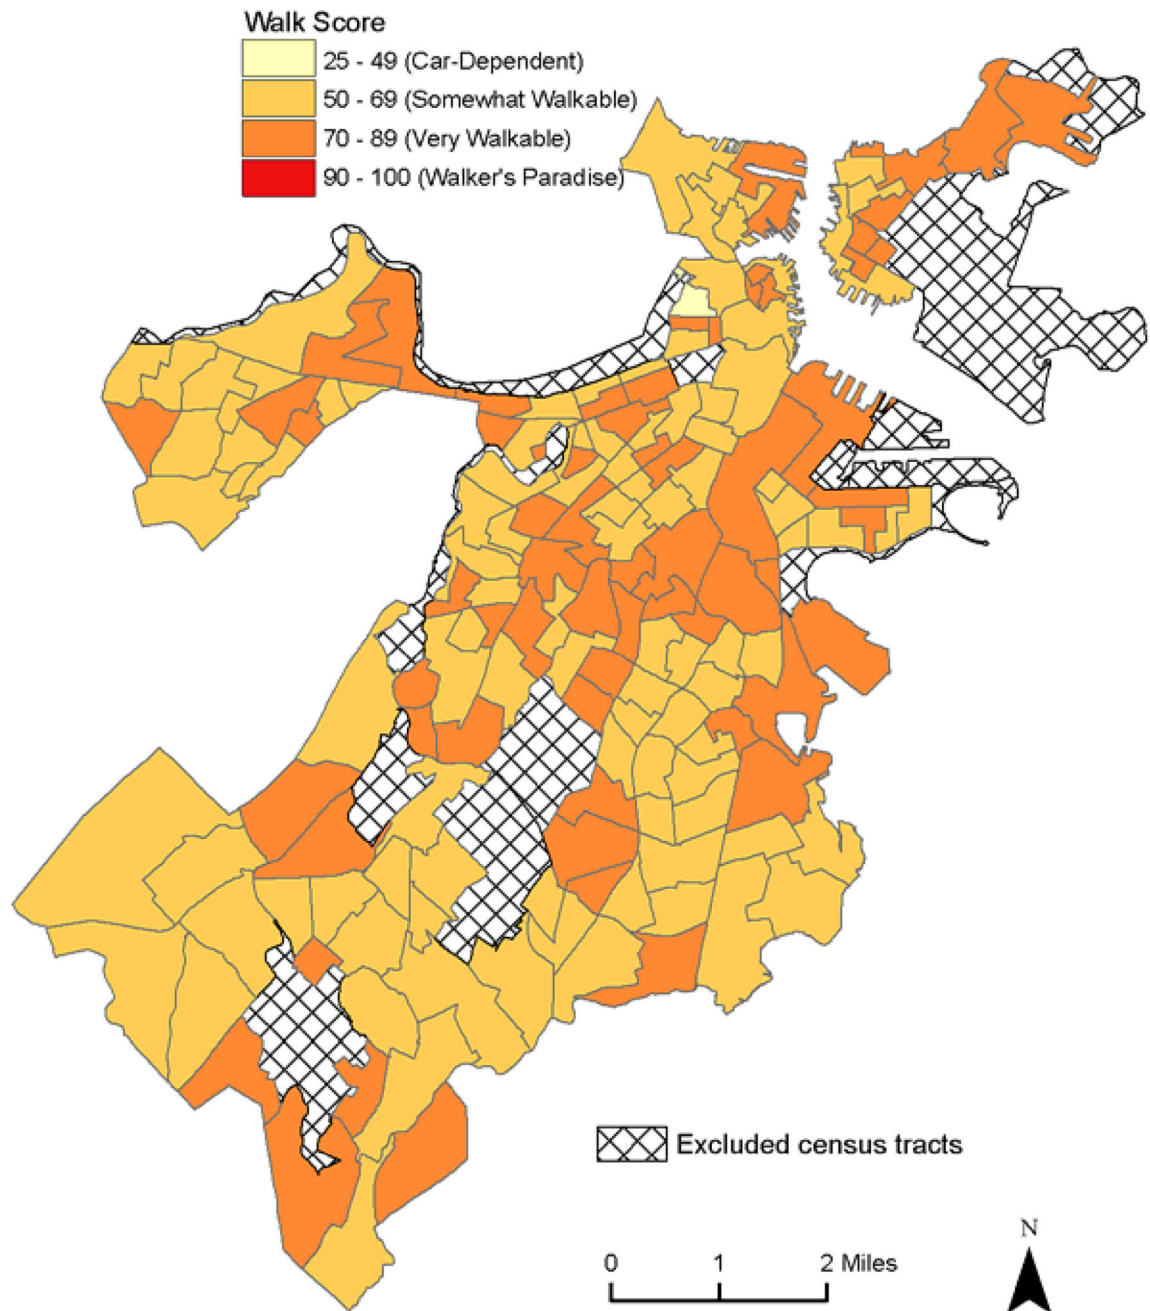 Walk Score
25 - 49 (Car-Dependent)
50 - 69 (Somewhat Walkable)
70 - 89 (Very Walkable)
90 - 100 (Walker's Paradise)
Excluded census tracts
N
0 1 2 Miles